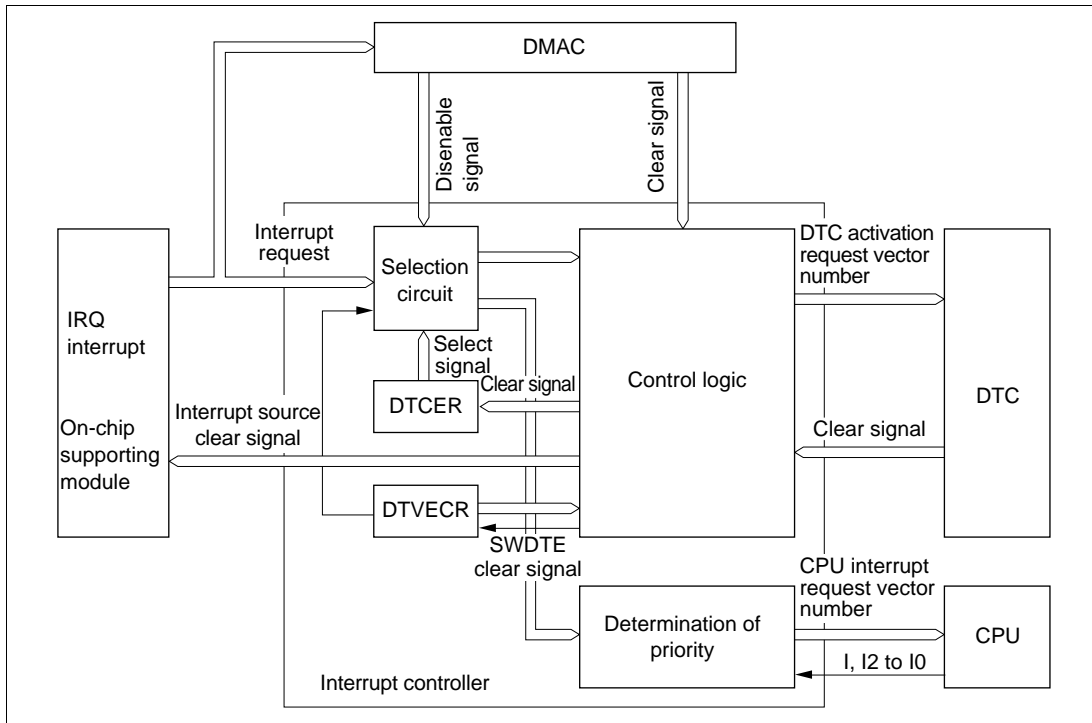 DMAC
Disenable
signal
Clear signal
Interrupt
request
Selection
circuit
DTC activation
request vector
number
IRQ
interrupt
On-chip
supporting
module
Select
signal
Clear signal
DTCER
Control logic
DTC
Interrupt source
clear signal
Clear signal
DTVECR
SWDTE
clear signal
CPU interrupt
request vector
number
Determination of
priority
CPU
I, I2 to I0
Interrupt controller